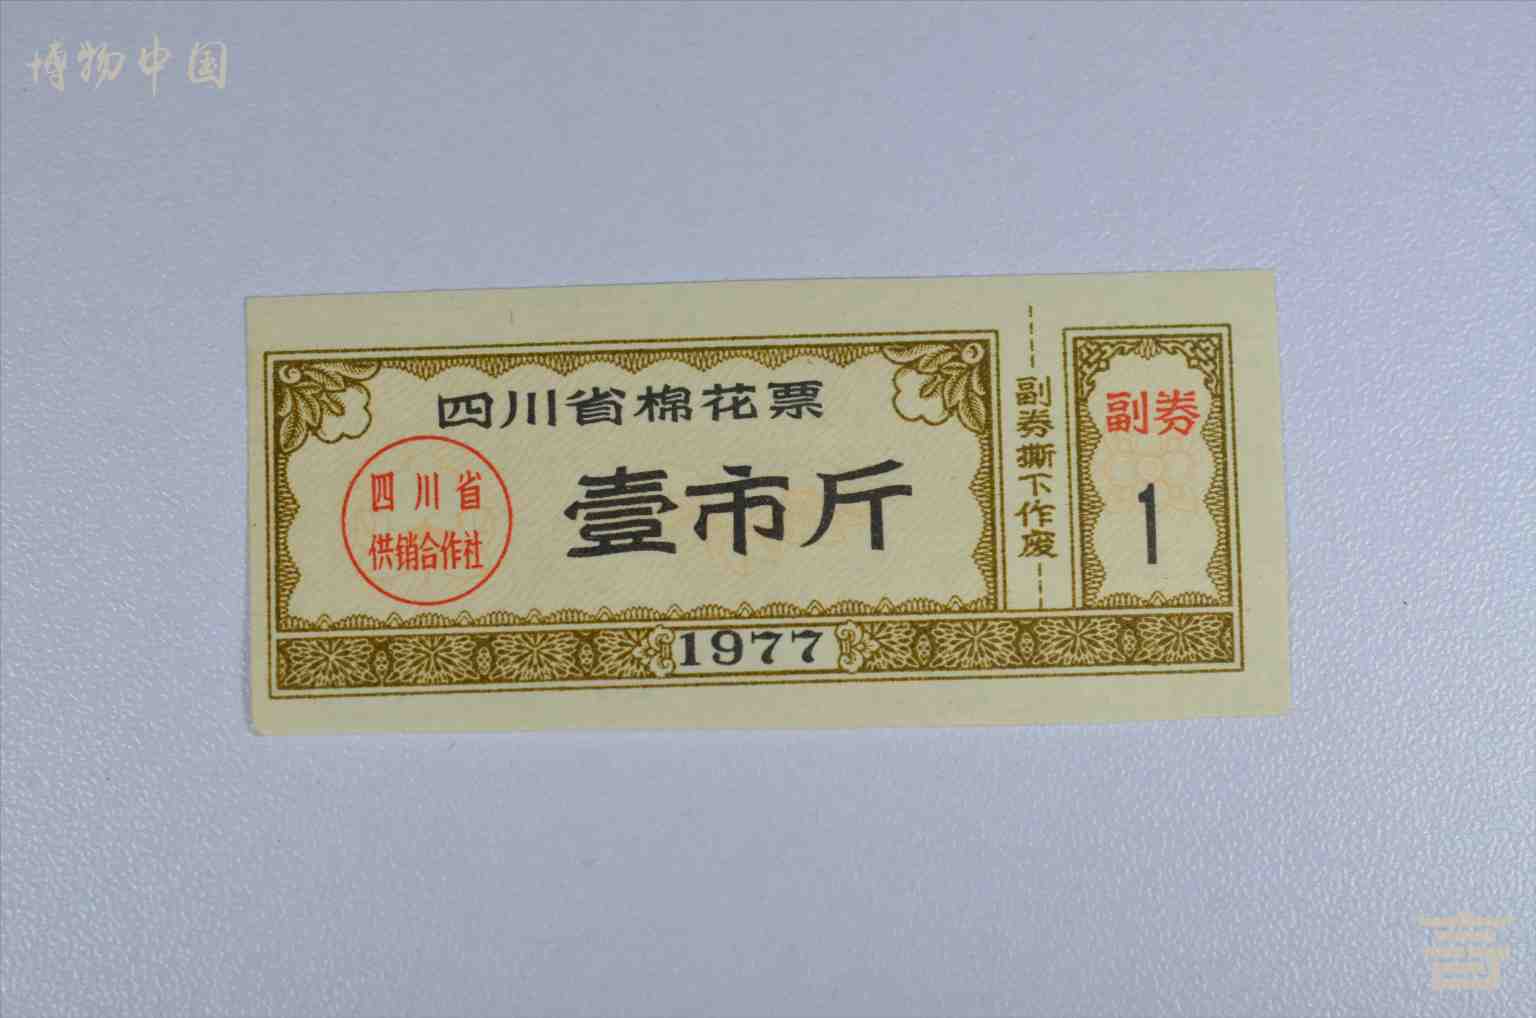 博物中国
四川省棉花票
四川省
供销合作社
壹市斤
1977
副券撕下作废
副券
1